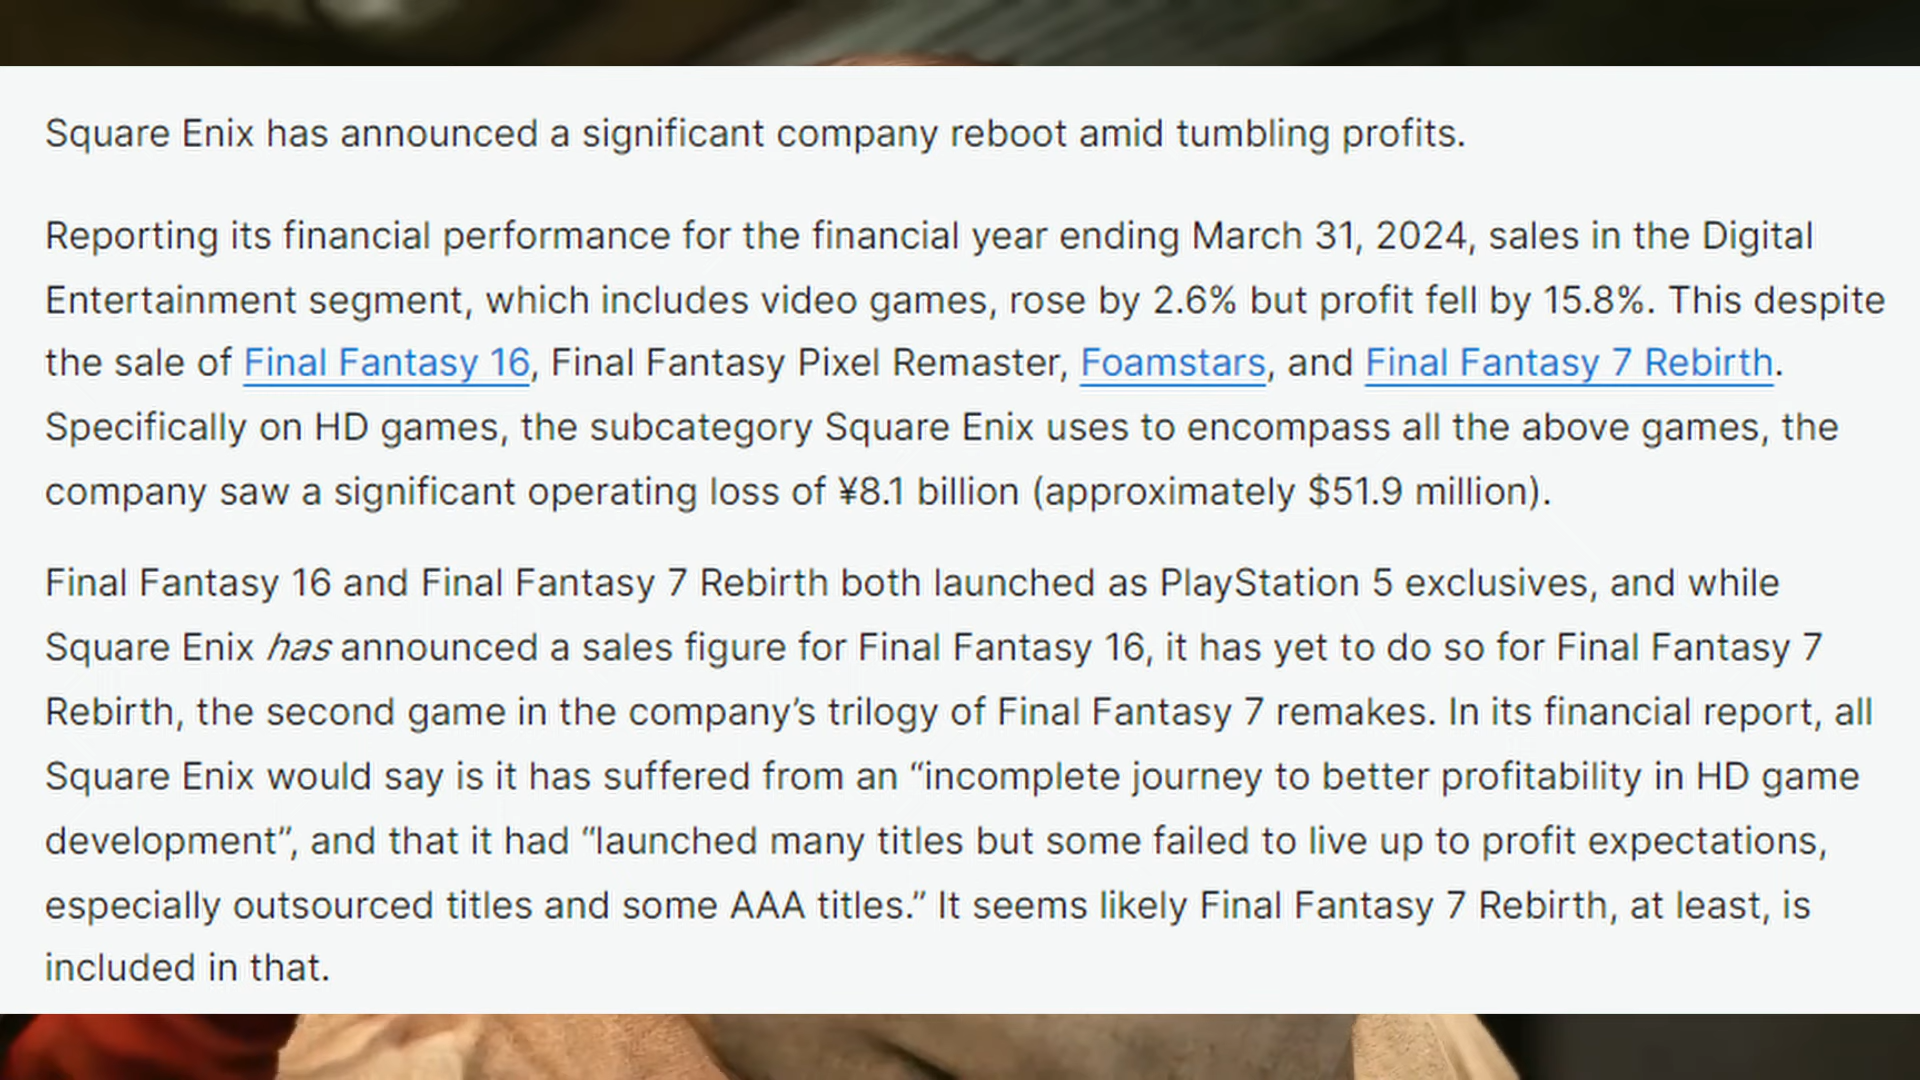 Square Enix has announced a significant company reboot amid tumbling profits.
Reporting its financial performance for the financial year ending March 31, 2024, sales in the Digital
Entertainment segment, which includes video games, rose by 2.6% but profit fell by 15.8%. This despite
the sale of Final Fantasy 16, Final Fantasy Pixel Remaster, Foamstars, and Final Fantasy 7 Rebirth.
Specifically on HD games, the subcategory Square Enix uses to encompass all the above games, the
company saw a significant operating loss of ¥8.1 billion (approximately $51.9 million).
Final Fantasy 16 and Final Fantasy 7 Rebirth both launched as PlayStation 5 exclusives, and while
Square Enix has announced a sales figure for Final Fantasy 16, it has yet to do so for Final Fantasy 7
Rebirth, the second game in the company’s trilogy of Final Fantasy 7 remakes. In its financial report, all
Square Enix would say is it has suffered from an “incomplete journey to better profitability in HD game
development”, and that it had “launched many titles but some failed to live up to profit expectations,
especially outsourced titles and some AAA titles.” It seems likely Final Fantasy 7 Rebirth, at least, is
included in that.